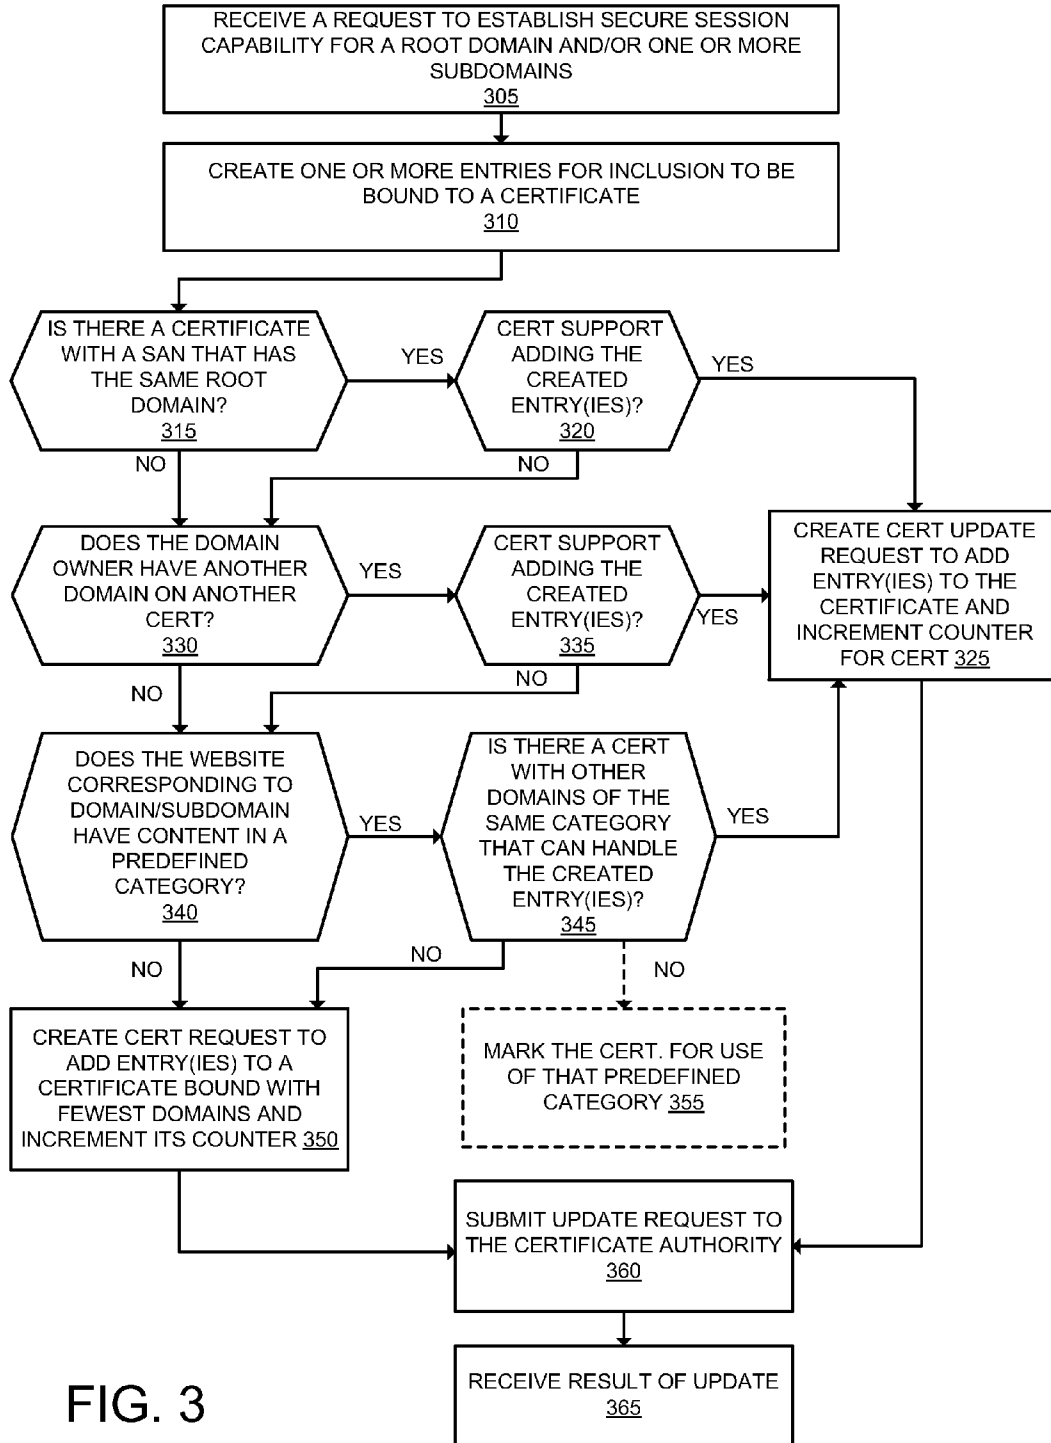 RECEIVE A REQUEST TO ESTABLISH SECURE SESSION
CAPABILITY FOR A ROOT DOMAIN AND/OR ONE OR MORE
SUBDOMAINS
305
CREATE ONE OR MORE ENTRIES FOR INCLUSION TO BE
BOUND TO A CERTIFICATE
310
IS THERE A CERTIFICATE
WITH A SAN THAT HAS
THE SAME ROOT
DOMAIN?
315
YES
NO
CERT SUPPORT
ADDING THE
CREATED
ENTRY(IES)?
320
YES
NO
DOES THE DOMAIN
OWNER HAVE ANOTHER
DOMAIN ON ANOTHER
CERT?
330
YES
NO
CERT SUPPORT
ADDING THE
CREATED
ENTRY(IES)?
335
YES
NO
CREATE CERT UPDATE
REQUEST TO ADD
ENTRY(IES) TO THE
CERTIFICATE AND
INCREMENT COUNTER
FOR CERT 325
DOES THE WEBSITE
CORRESPONDING TO
DOMAIN/SUBDOMAIN
HAVE CONTENT IN A
PREDEFINED
CATEGORY?
340
YES
NO
IS THERE A CERT
WITH OTHER
DOMAINS OF THE
SAME CATEGORY
THAT CAN HANDLE
THE CREATED
ENTRY(IES)?
345
YES
NO
NO
CREATE CERT REQUEST TO
ADD ENTRY(IES) TO A
CERTIFICATE BOUND WITH
FEWEST DOMAINS AND
INCREMENT ITS COUNTER 350
MARK THE CERT. FOR USE
OF THAT PREDEFINED
CATEGORY 355
SUBMIT UPDATE REQUEST TO
THE CERTIFICATE AUTHORITY
360
RECEIVE RESULT OF UPDATE
365
FIG. 3